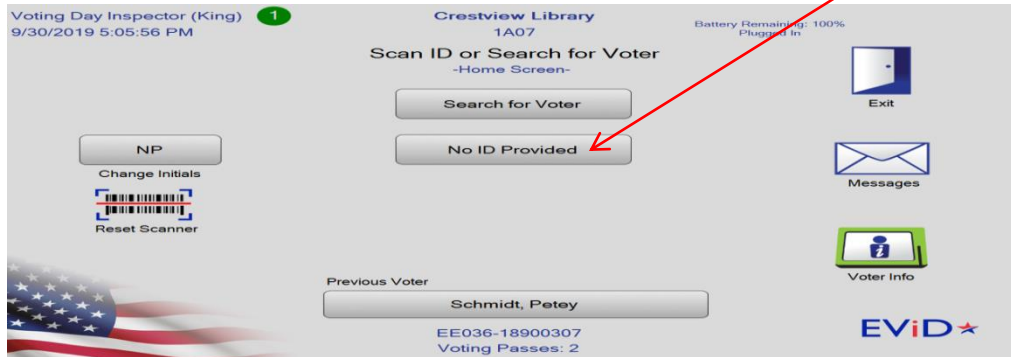 Voting Day Inspector (King)
1
9/30/2019 5:05:56 PM
Crestview Library
1A07
Battery Remaining: 100%
Plugged In
Scan ID or Search for Voter
-Home Screen-
Search for Voter
No ID Provided
NP
Change Initials
Reset Scanner
Exit
Messages
Voter Info
Previous Voter
Schmidt, Petey
EE036-18900307
Voting Passes: 2
EViD